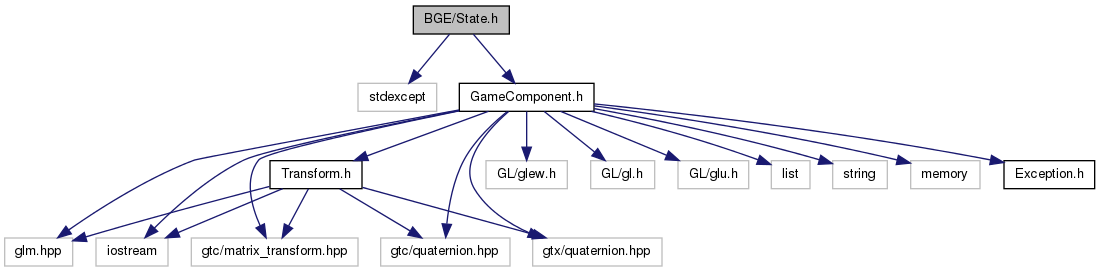 BGE/State.h
stdexcept
GameComponent.h
Transform.h
GL/glew.h
GL/gl.h
GL/glu.h
list
string
memory
Exception.h
glm.hpp
iostream
gtc/matrix_transform.hpp
gtc/quaternion.hpp
gtx/quaternion.hpp